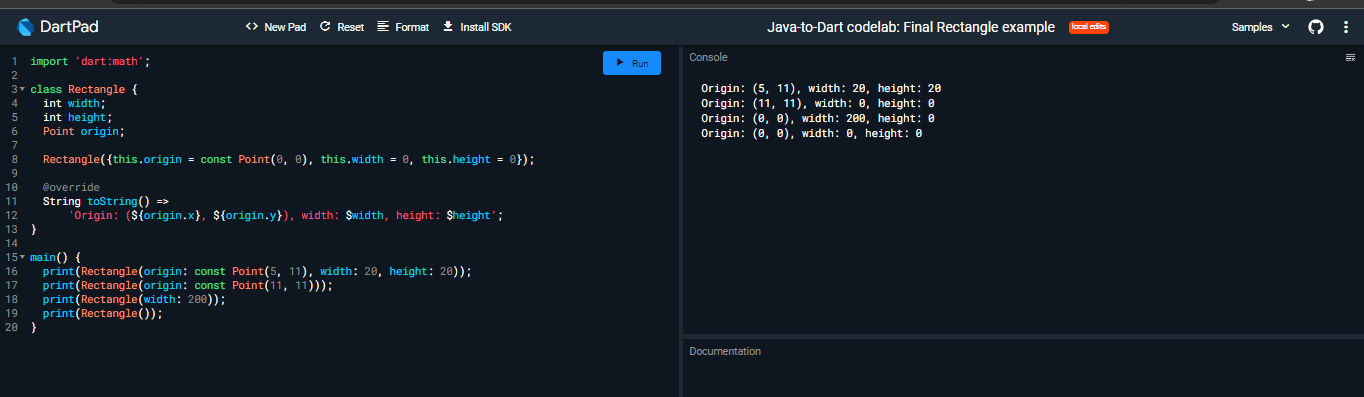 DartPad
<> New Pad Reset Format Install SDK
Java-to-Dart codelab: Final Rectangle example local edits
Samples
Run
1 import 'dart:math';
2
3 class Rectangle {
4   int width;
5   int height;
6   Point origin;
7
8   Rectangle({this.origin = const Point(0, 0), this.width = 0, this.height = 0});
9
10   @override
11   String toString() =>
12       'Origin: (${origin.x}, ${origin.y}), width: $width, height: $height';
13 }
14
15 main() {
16   print(Rectangle(origin: const Point(5, 11), width: 20, height: 20));
17   print(Rectangle(origin: const Point(11, 11)));
18   print(Rectangle(width: 200));
19   print(Rectangle());
20 }
Console
Origin: (5, 11), width: 20, height: 20
Origin: (11, 11), width: 0, height: 0
Origin: (0, 0), width: 200, height: 0
Origin: (0, 0), width: 0, height: 0
Documentation